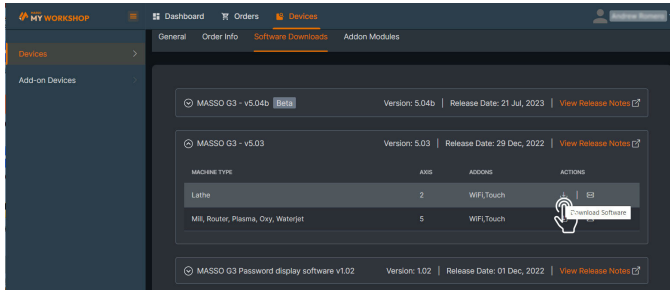 MY WORKSHOP
Dashboard Orders Devices
General Order Info Software Downloads Addon Modules
Devices
Add-on Devices
MASSO G3 - v5.04b Beta Version: 5.04b | Release Date: 21 Jul, 2023 | View Release Notes
MASSO G3 - v5.03 Version: 5.03 | Release Date: 29 Dec, 2022 | View Release Notes
MACHINE TYPE AXIS ADDONS ACTIONS
Lathe 2 WiFi,Touch
Download Software
Mill, Router, Plasma, Oxy, Waterjet 5 WiFi,Touch
MASSO G3 Password display software v1.02 Version: 1.02 | Release Date: 01 Dec, 2022 | View Release Notes